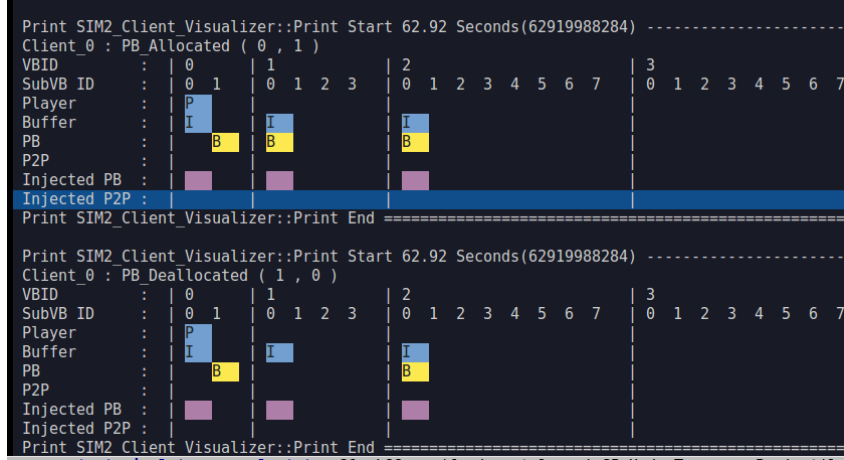 Print SIM2_Client_Visualizer::Print Start 62.92 Seconds(62919988284) ----------------------
Client_0 : PB_Allocated ( 0 , 1 )
VBID : | 0 | 1 | 2 | 3
SubVB ID : | 0 1 | 0 1 2 3 | 0 1 2 3 4 5 6 7 | 0 1 2 3 4 5 6 7
Player : | P | | |
Buffer : | I | I | I |
PB : | B | B | B |
P2P : | | | |
Injected PB : | | | |
Injected P2P : | | | |
Print SIM2_Client_Visualizer::Print End ===================================================
Print SIM2_Client_Visualizer::Print Start 62.92 Seconds(62919988284) ----------------------
Client_0 : PB_Deallocated ( 1 , 0 )
VBID : | 0 | 1 | 2 | 3
SubVB ID : | 0 1 | 0 1 2 3 | 0 1 2 3 4 5 6 7 | 0 1 2 3 4 5 6 7
Player : | P | | |
Buffer : | I | I | I |
PB : | B | | B |
P2P : | | | |
Injected PB : | | | |
Injected P2P : | | | |
Print SIM2_Client_Visualizer::Print End ===================================================